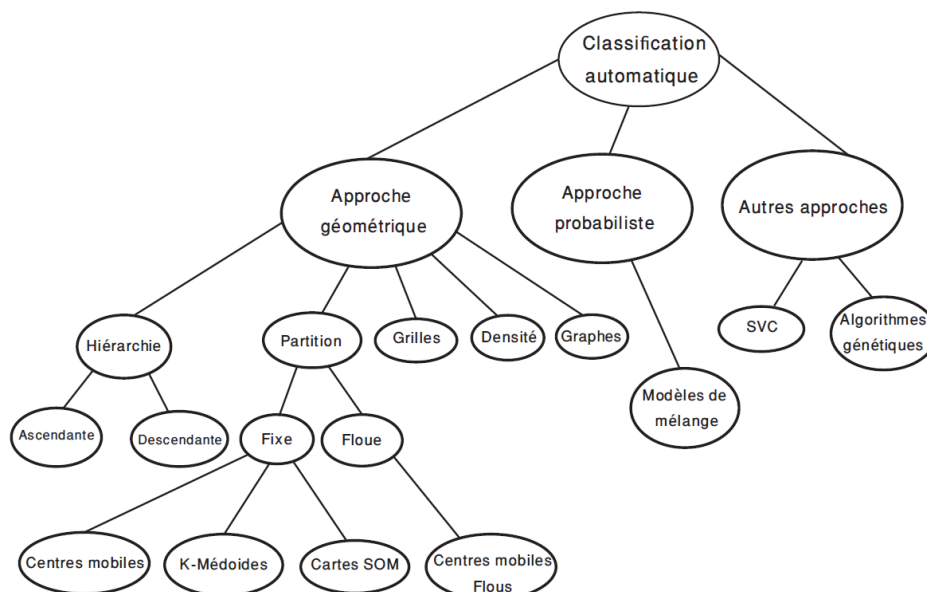 Classification
automatique
Approche
géométrique
Approche
probabiliste
Autres approches
Hiérarchie
Partition
Grilles
Densité
Graphes
SVC
Algorithmes
génétiques
Modèles de
mélange
Ascendante
Descendante
Fixe
Floue
Centres mobiles
K-Médoides
Cartes SOM
Centres mobiles
Flous